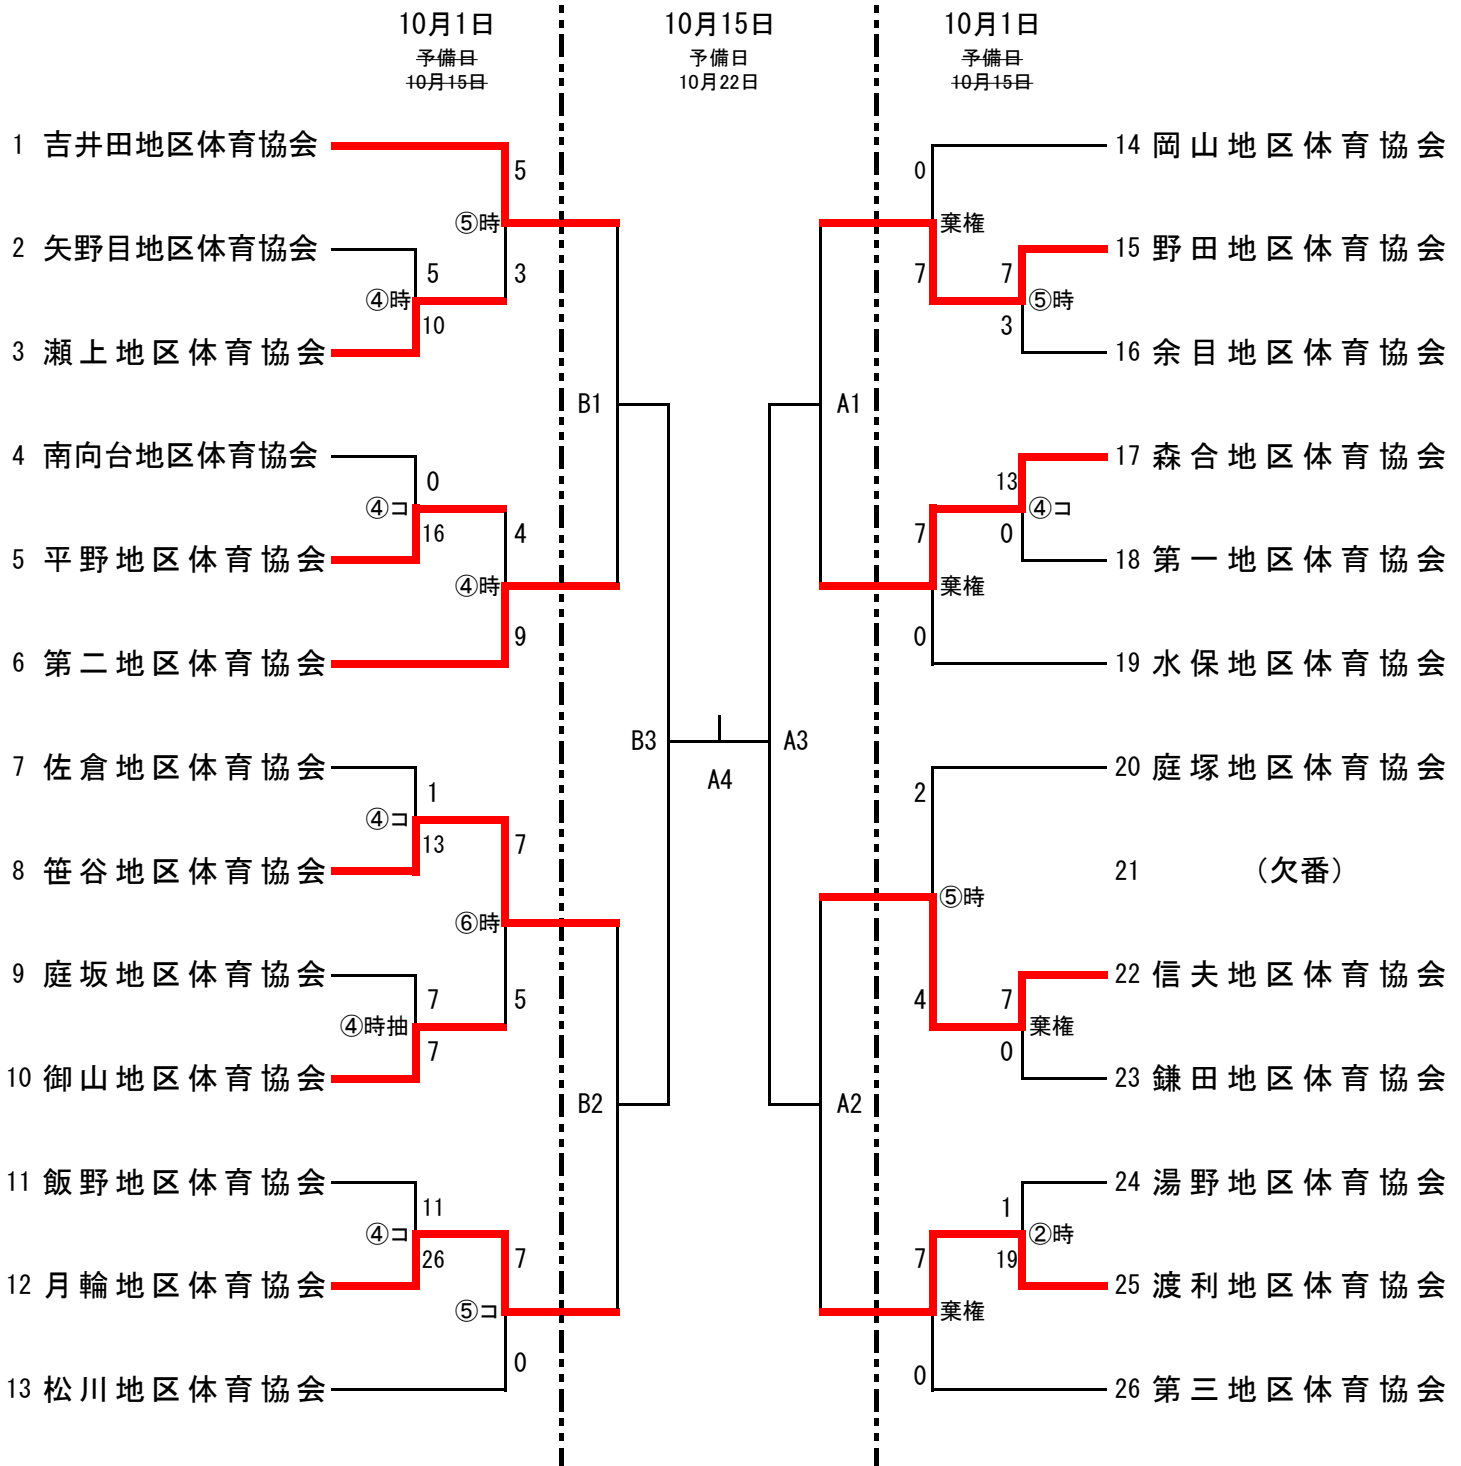 10月1日
予備日
10月15日
10月15日
予備日
10月22日
10月1日
予備日
10月15日
1 吉井田地区体育協会
5
⑤時
2 矢野目地区体育協会
5
3
④時
10
3 瀬上地区体育協会
B1
4 南向台地区体育協会
0
④コ
16
4
5 平野地区体育協会
④時
9
6 第二地区体育協会
B3
7 佐倉地区体育協会
1
④コ
13
7
8 笹谷地区体育協会
⑥時
9 庭坂地区体育協会
7
5
④時抽
7
10 御山地区体育協会
B2
11 飯野地区体育協会
11
④コ
26
7
12 月輪地区体育協会
⑤コ
0
13 松川地区体育協会
A4
14 岡山地区体育協会
0
棄権
15 野田地区体育協会
7
7
⑤時
3
16 余目地区体育協会
A1
17 森合地区体育協会
13
④コ
7
0
18 第一地区体育協会
棄権
0
19 水保地区体育協会
A3
20 庭塚地区体育協会
2
21 （欠番）
⑤時
22 信夫地区体育協会
4
7
棄権
0
23 鎌田地区体育協会
A2
24 湯野地区体育協会
1
②時
7
19
25 渡利地区体育協会
棄権
0
26 第三地区体育協会